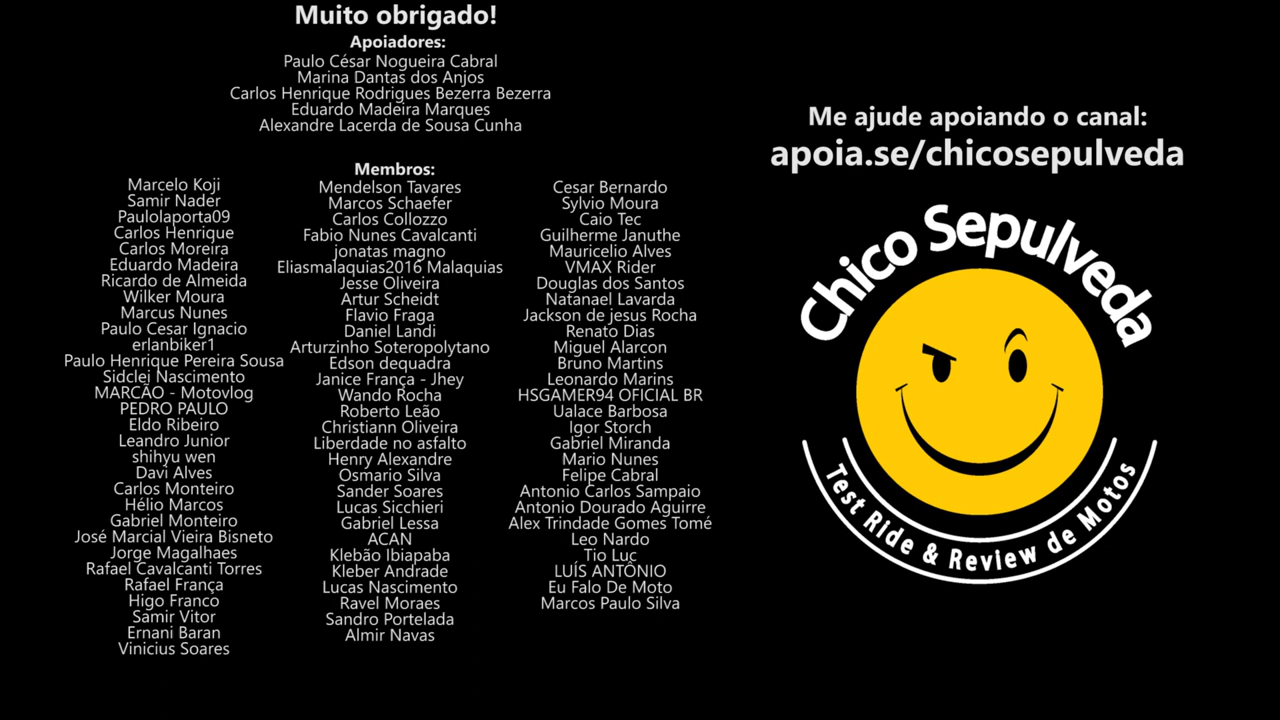 Muito obrigado!
Apoiadores:
Paulo César Nogueira Cabral
Marina Dantas dos Anjos
Carlos Henrique Rodrigues Bezerra Bezerra
Eduardo Madeira Marques
Alexandre Lacerda de Sousa Cunha
Membros:
Marcelo Koji
Samir Nader
Paulolaporta09
Carlos Henrique
Carlos Moreira
Eduardo Madeira
Ricardo de Almeida
Wilker Moura
Marcus Nunes
Paulo Cesar Ignacio
erlanbiker1
Paulo Henrique Pereira Sousa
Sidclei Nascimento
MARCÃO - Motovlog
PEDRO PAULO
Eldo Ribeiro
Leandro Junior
shihyu wen
Davi Alves
Carlos Monteiro
Hélio Marcos
Gabriel Monteiro
José Marcial Vieira Bisneto
Jorge Magalhaes
Rafael Cavalcanti Torres
Rafael França
Higo Franco
Samir Vitor
Ernani Baran
Vinicius Soares
Mendelson Tavares
Marcos Schaefer
Carlos Collozzo
Fabio Nunes Cavalcanti
jonatas magno
Eliasmalaquias2016 Malaquias
Jesse Oliveira
Artur Scheidt
Flavio Fraga
Daniel Landi
Arturzinho Soteropolytano
Edson dequadra
Janice França - Jhey
Wando Rocha
Roberto Leão
Christiann Oliveira
Liberdade no asfalto
Henry Alexandre
Osmario Silva
Sander Soares
Lucas Sicchieri
Gabriel Lessa
ACAN
Klebão Ibiapaba
Kleber Andrade
Lucas Nascimento
Ravel Moraes
Sandro Portelada
Almir Navas
Cesar Bernardo
Sylvio Moura
Caio Tec
Guilherme Januthe
Mauricelio Alves
VMAX Rider
Douglas dos Santos
Natanael Lavarda
Jackson de jesus Rocha
Renato Dias
Miguel Alarcon
Bruno Martins
Leonardo Marins
HSGAMER94 OFICIAL BR
Ualace Barbosa
Igor Storch
Gabriel Miranda
Mario Nunes
Felipe Cabral
Antonio Carlos Sampaio
Antonio Dourado Aguirre
Alex Trindade Gomes Tomé
Leo Nardo
Tio Luc
LUÍS ANTÔNIO
Eu Falo De Moto
Marcos Paulo Silva
Me ajude apoiando o canal:
apoia.se/chicosepulveda
Chico Sepulveda
Test Ride & Review de Motos